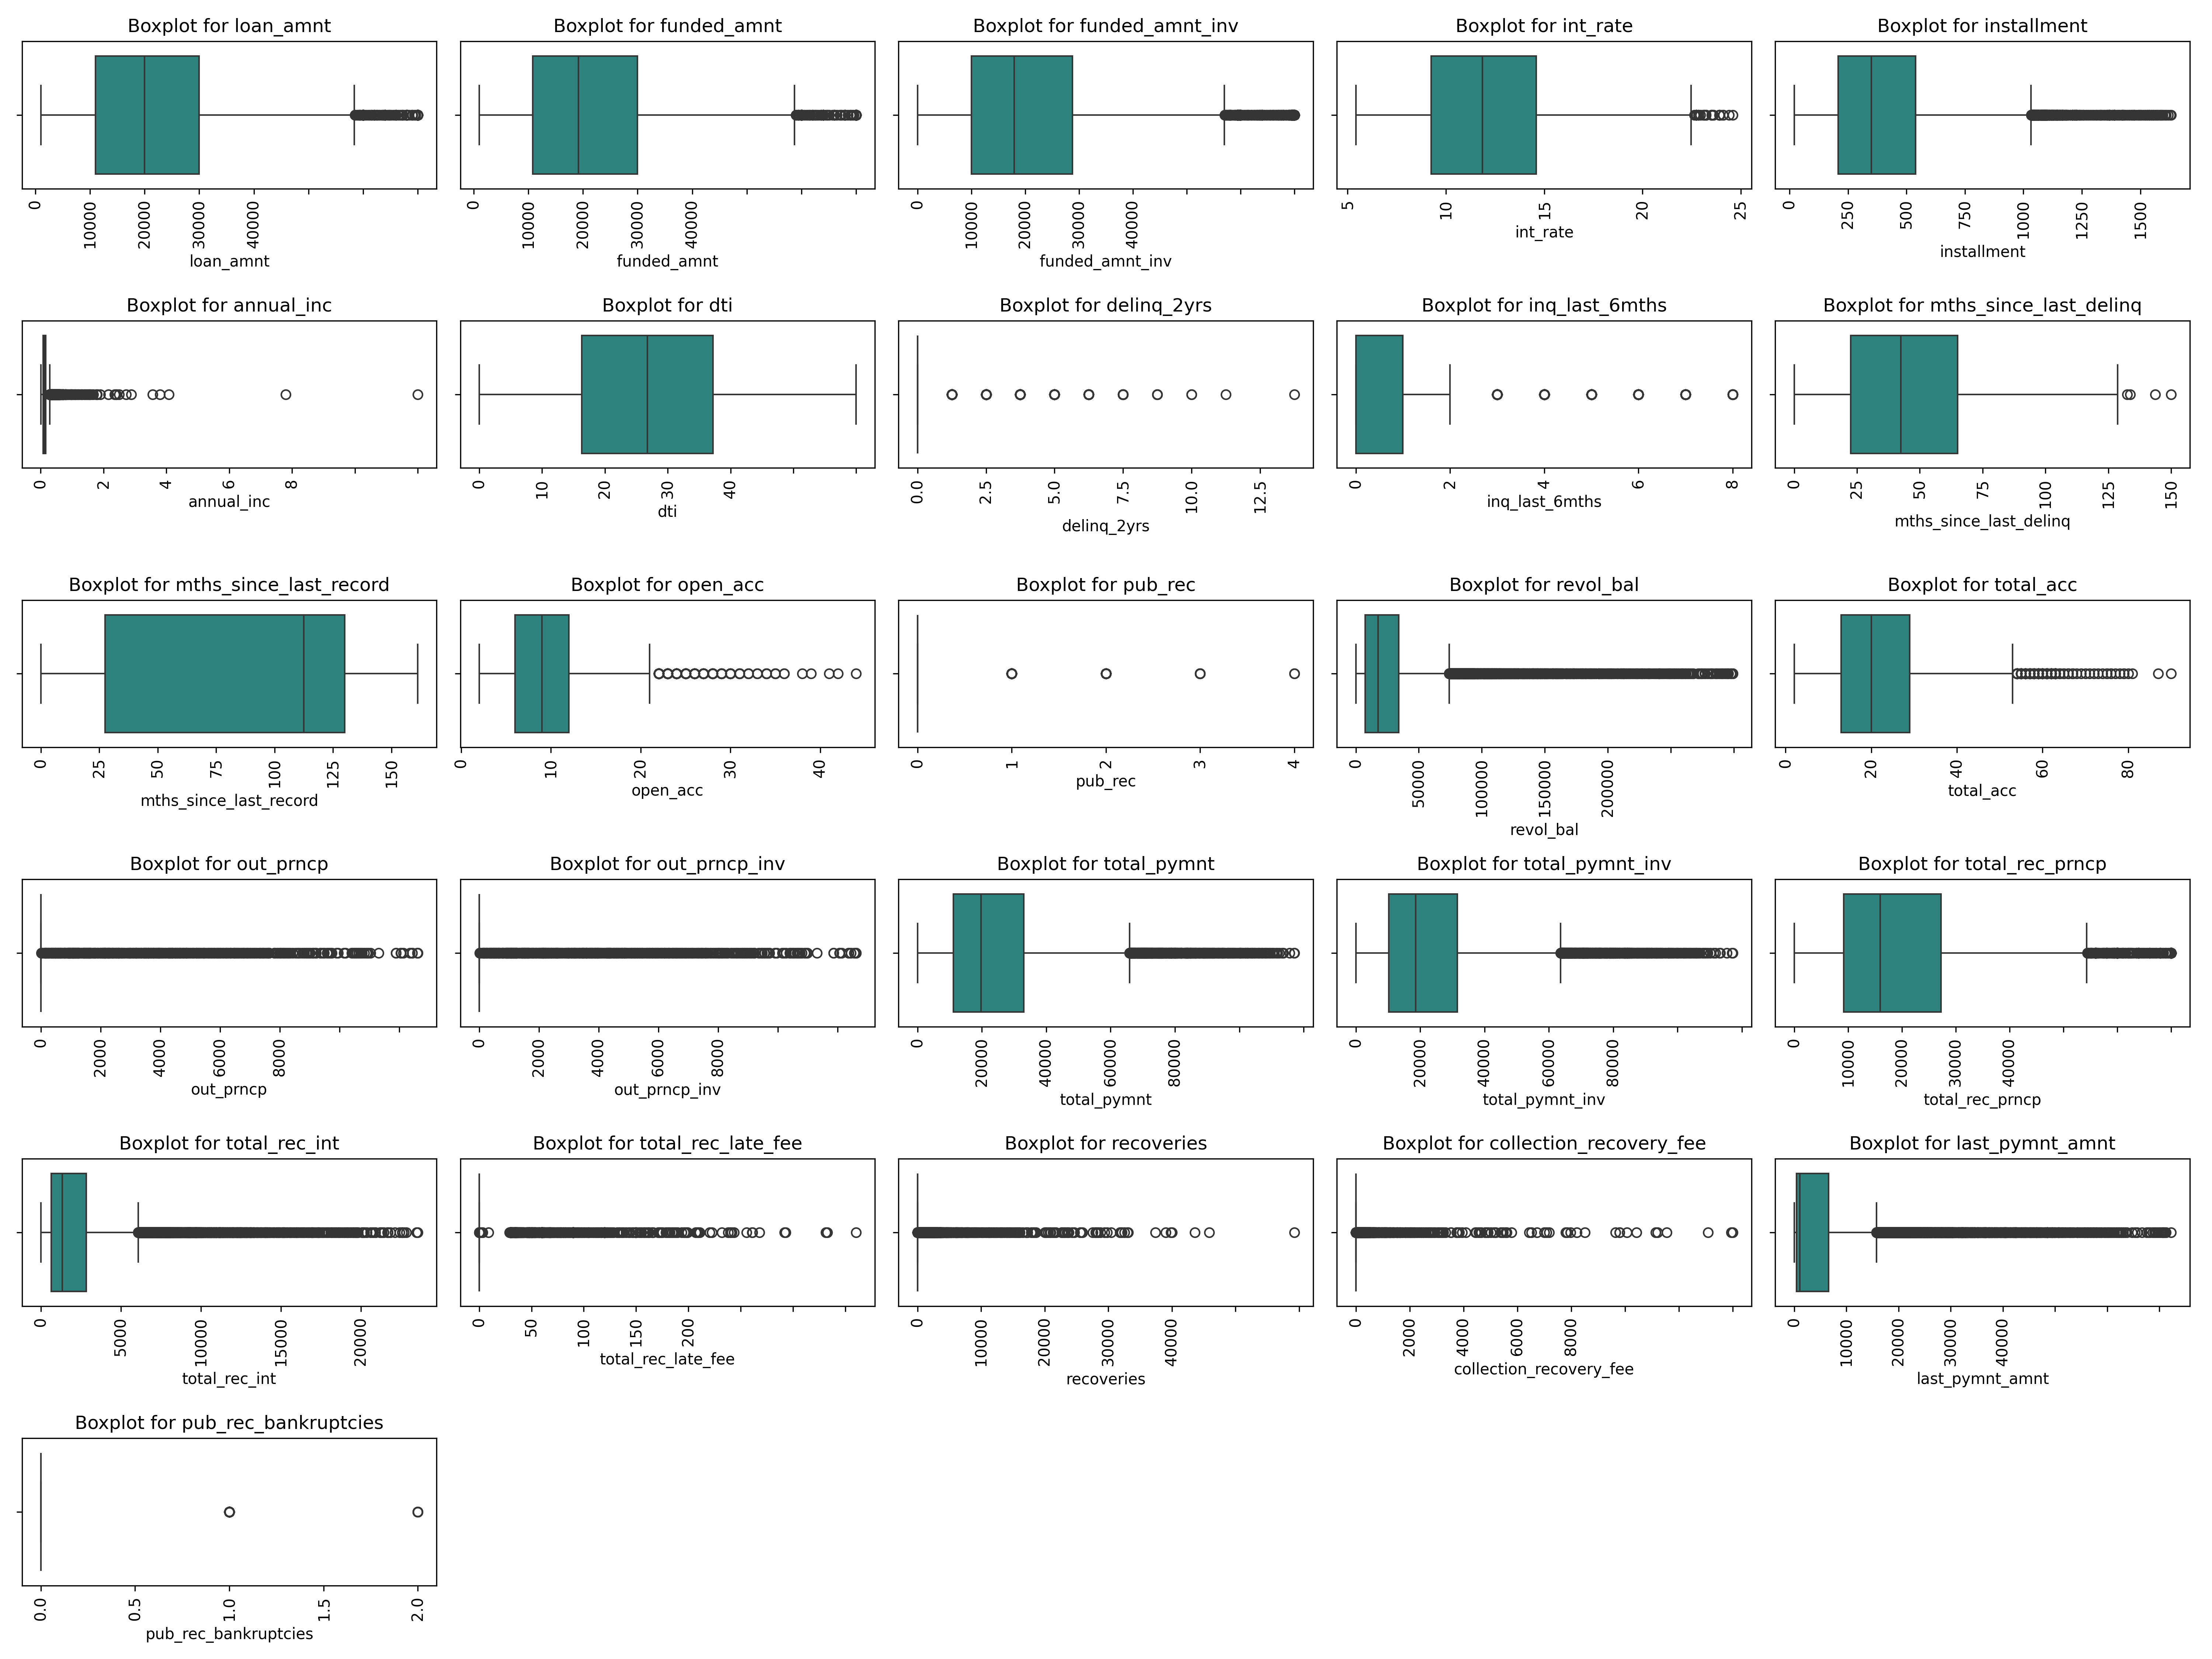 Boxplot for loan_amnt
0 10000 20000 30000 40000
loan_amnt
Boxplot for funded_amnt
0 10000 20000 30000 40000
funded_amnt
Boxplot for funded_amnt_inv
0 10000 20000 30000 40000
funded_amnt_inv
Boxplot for int_rate
5 10 15 20 25
int_rate
Boxplot for installment
0 250 500 750 1000 1250 1500
installment
Boxplot for annual_inc
0 2 4 6 8
annual_inc
Boxplot for dti
0 10 20 30 40
dti
Boxplot for delinq_2yrs
0.0 2.5 5.0 7.5 10.0 12.5
delinq_2yrs
Boxplot for inq_last_6mths
0 2 4 6 8
inq_last_6mths
Boxplot for mths_since_last_delinq
0 25 50 75 100 125 150
mths_since_last_delinq
Boxplot for mths_since_last_record
0 25 50 75 100 125 150
mths_since_last_record
Boxplot for open_acc
0 10 20 30 40
open_acc
Boxplot for pub_rec
0 1 2 3 4
pub_rec
Boxplot for revol_bal
0 50000 100000 150000 200000
revol_bal
Boxplot for total_acc
0 20 40 60 80
total_acc
Boxplot for out_prncp
0 2000 4000 6000 8000
out_prncp
Boxplot for out_prncp_inv
0 2000 4000 6000 8000
out_prncp_inv
Boxplot for total_pymnt
0 20000 40000 60000 80000
total_pymnt
Boxplot for total_pymnt_inv
0 20000 40000 60000 80000
total_pymnt_inv
Boxplot for total_rec_prncp
0 10000 20000 30000 40000
total_rec_prncp
Boxplot for total_rec_int
0 5000 10000 15000 20000
total_rec_int
Boxplot for total_rec_late_fee
0 50 100 150 200
total_rec_late_fee
Boxplot for recoveries
0 10000 20000 30000 40000
recoveries
Boxplot for collection_recovery_fee
0 2000 4000 6000 8000
collection_recovery_fee
Boxplot for last_pymnt_amnt
0 10000 20000 30000 40000
last_pymnt_amnt
Boxplot for pub_rec_bankruptcies
0.0 0.5 1.0 1.5 2.0
pub_rec_bankruptcies